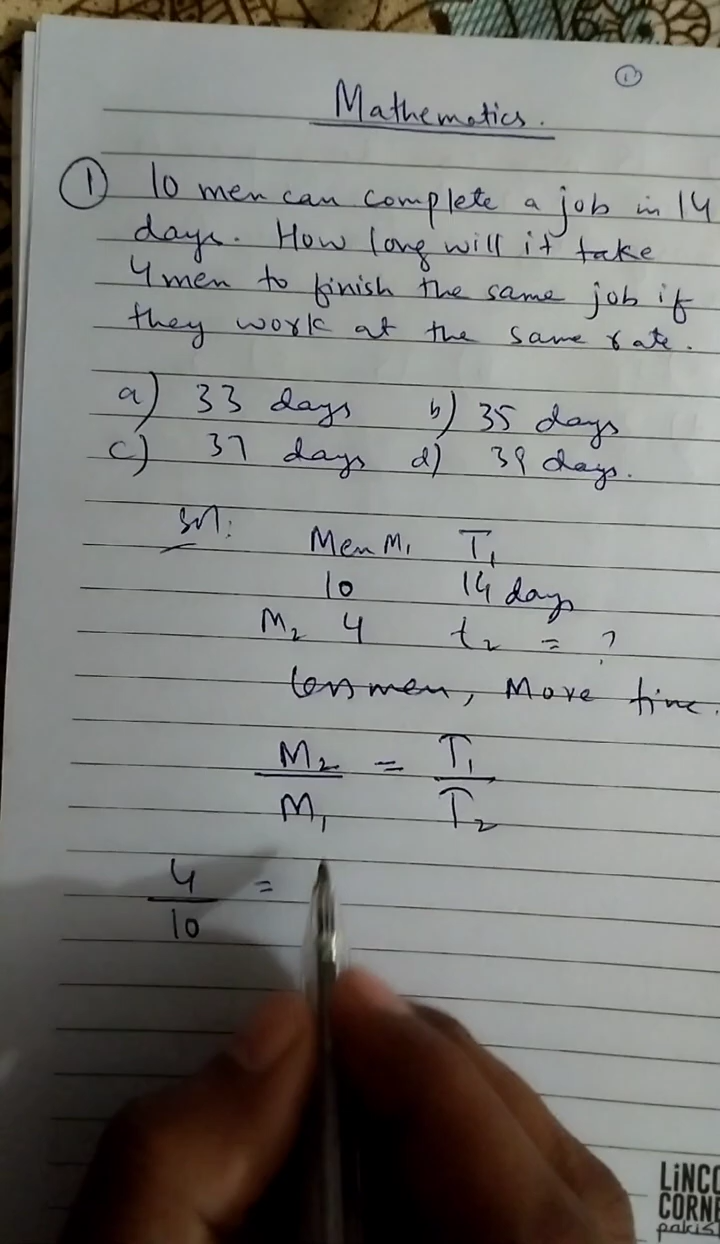 1
Mathematics.
1 10 men can complete a job in 14
days. How long will it take
4 men to finish the same job if
they work at the same rate.
a) 33 days b) 35 days
c) 37 days d) 39 days.
Sol:
Men M1 T1
10 14 days
M2 4 t2 = ?
less men, More time.
M2 = T1
M1 T2
4 =
10
LiNCO
CORNE
pakis